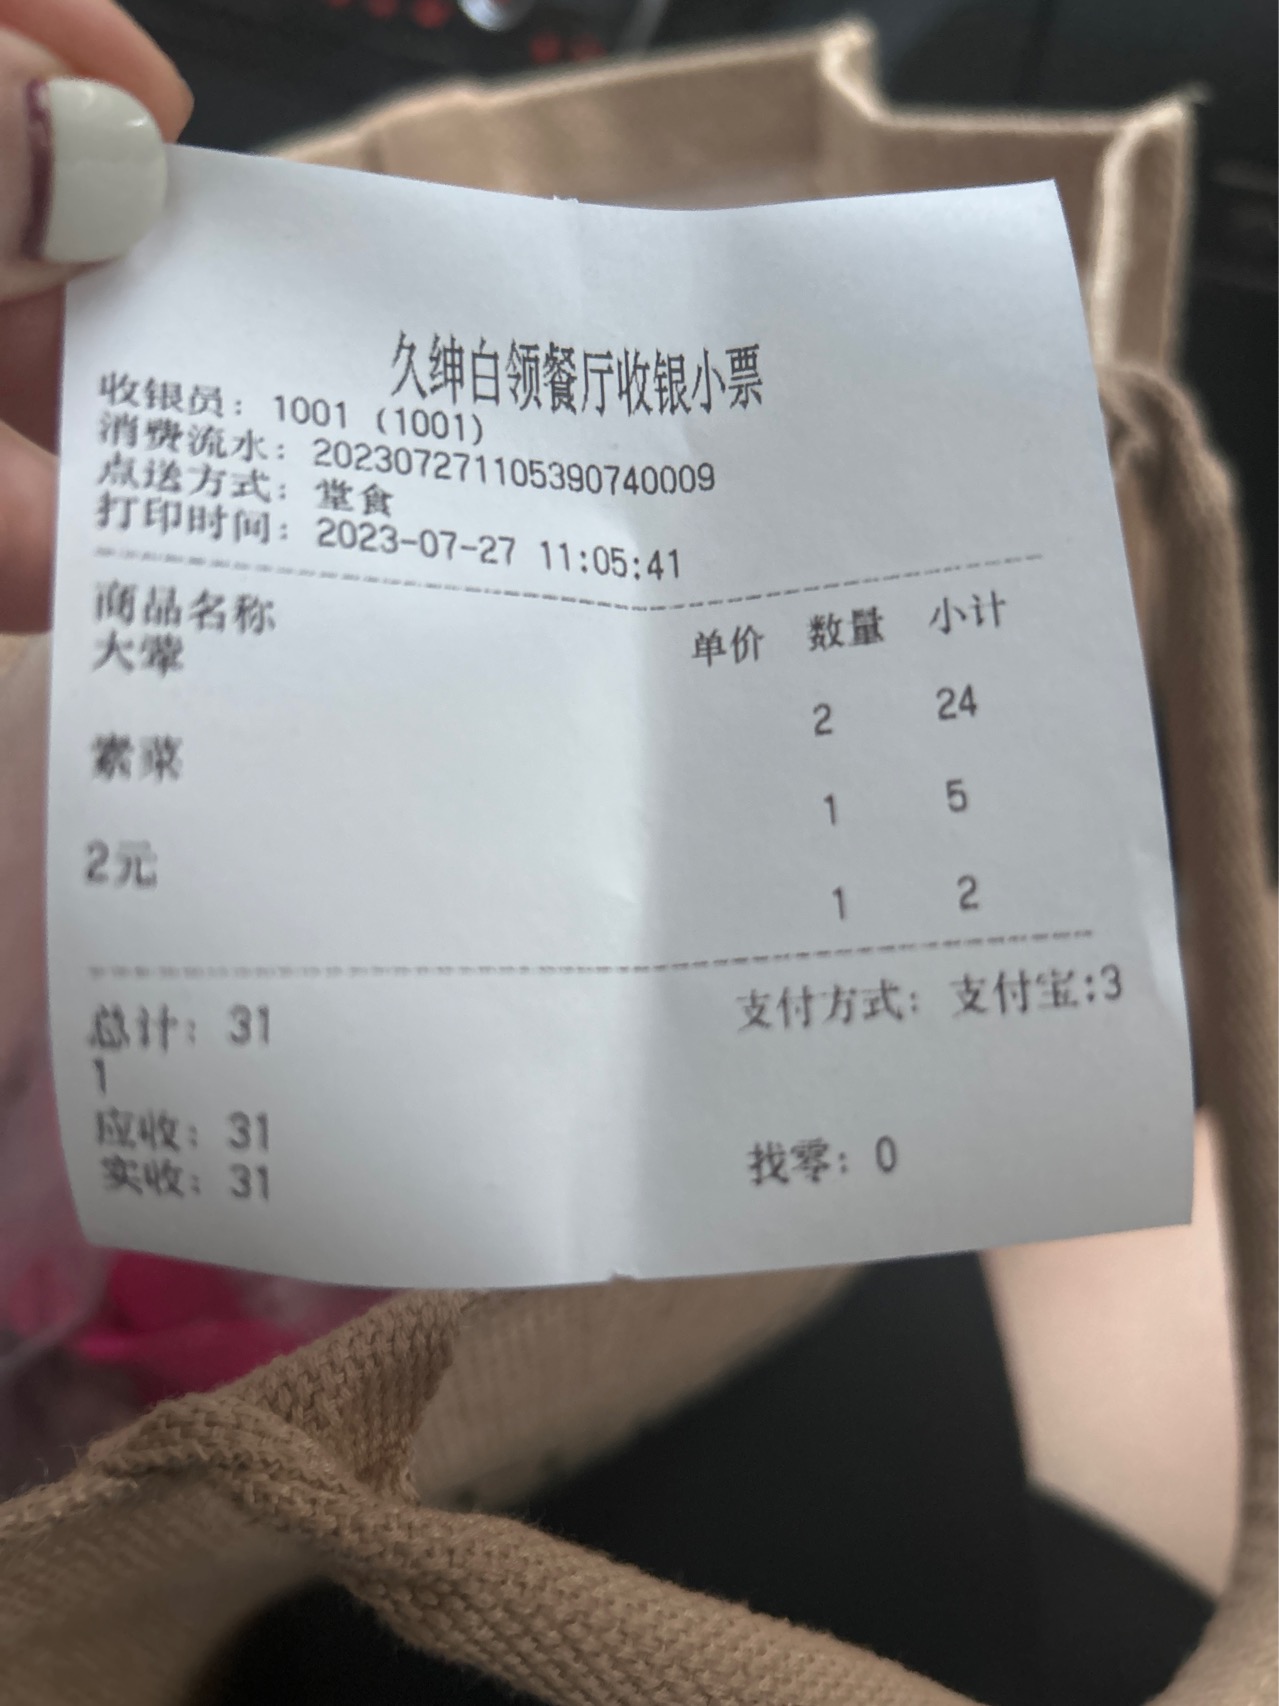 久绅白领餐厅收银小票
收银员：1001 (1001)
消费流水：2023072711105390740009
点送方式：堂食
打印时间：2023-07-27 11:05:41
商品名称 单价 数量 小计
大荤
2 24
素菜
1 5
2元
1 2
总计：31 支付方式：支付宝:3
1
应收：31
实收：31 找零：0